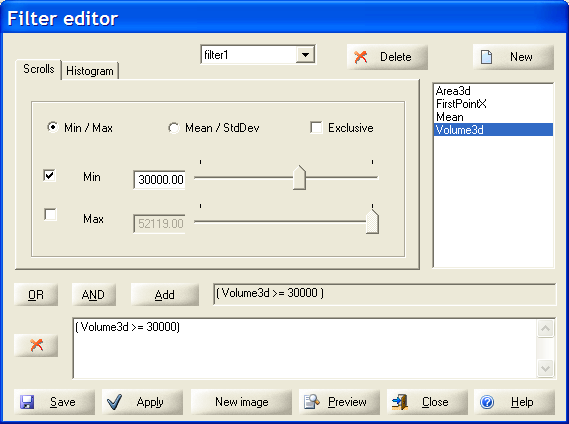 Filter editor
filter1
Delete
New
Scrolls
Histogram
Min / Max
Mean / StdDev
Exclusive
Min
30000.00
Max
52119.00
Area3d
FirstPointX
Mean
Volume3d
OR
AND
Add
( Volume3d >= 30000 )
( Volume3d >= 30000)
Save
Apply
New image
Preview
Close
Help